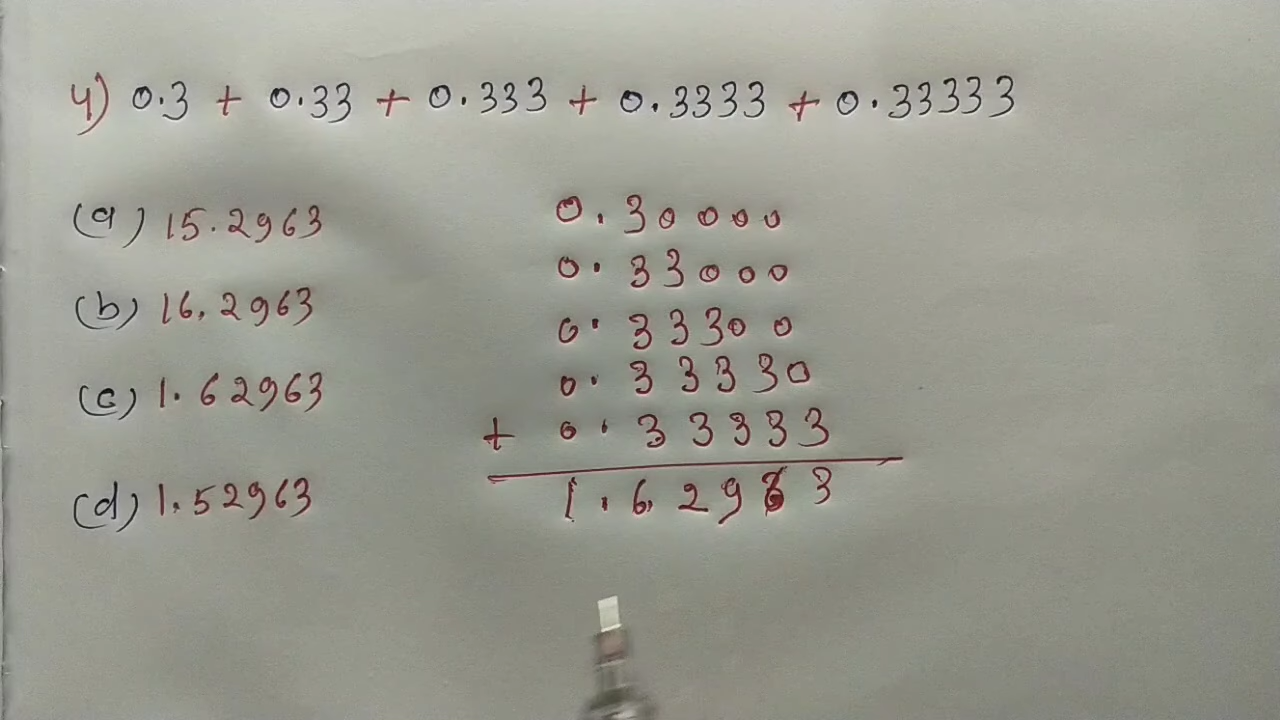 4) 0.3 + 0.33 + 0.333 + 0.3333 + 0.33333
(a) 15.2963
(b) 16.2963
(c) 1.62963
(d) 1.52963
0.30000
0.33000
0.33300
0.33330
+ 0.33333
1.62963